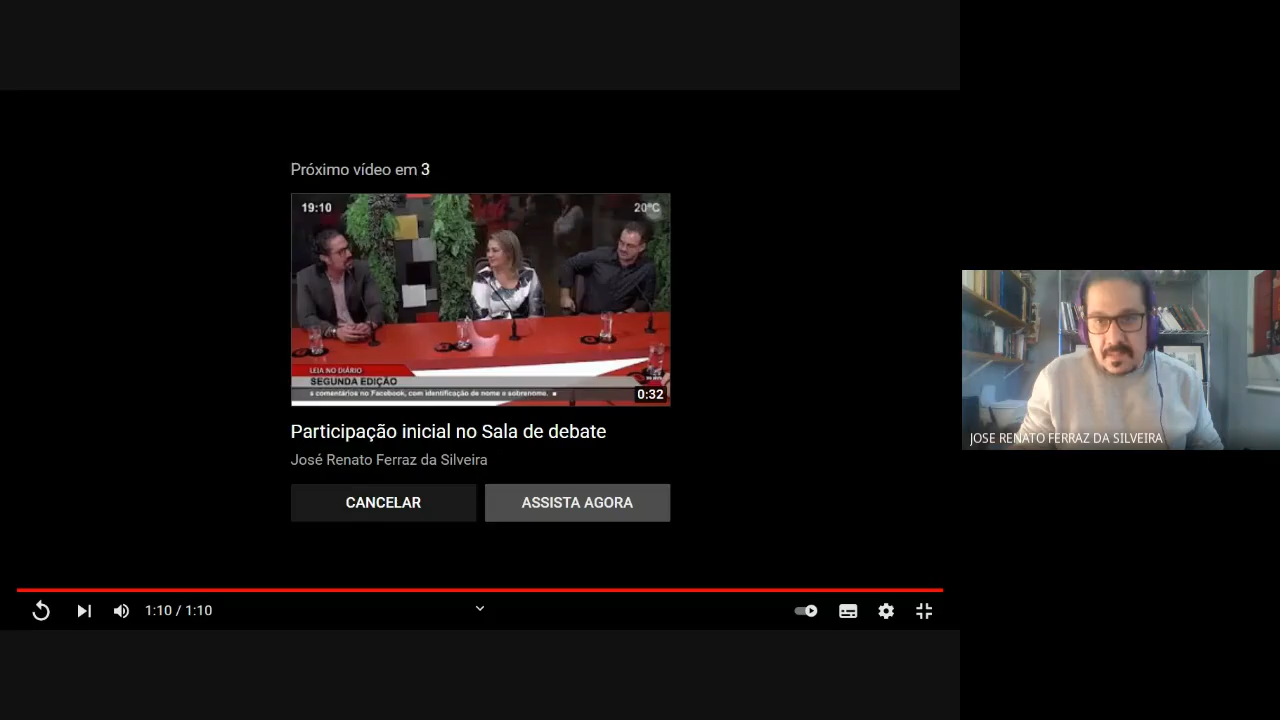 Próximo vídeo em 3
19:10
20°C
LEIA NO DIÁRIO
SEGUNDA EDIÇÃO
s comentários no Facebook, com identificação de nome e sobrenome.
0:32
Participação inicial no Sala de debate
José Renato Ferraz da Silveira
CANCELAR
ASSISTA AGORA
1:10 / 1:10
JOSE RENATO FERRAZ DA SILVEIRA